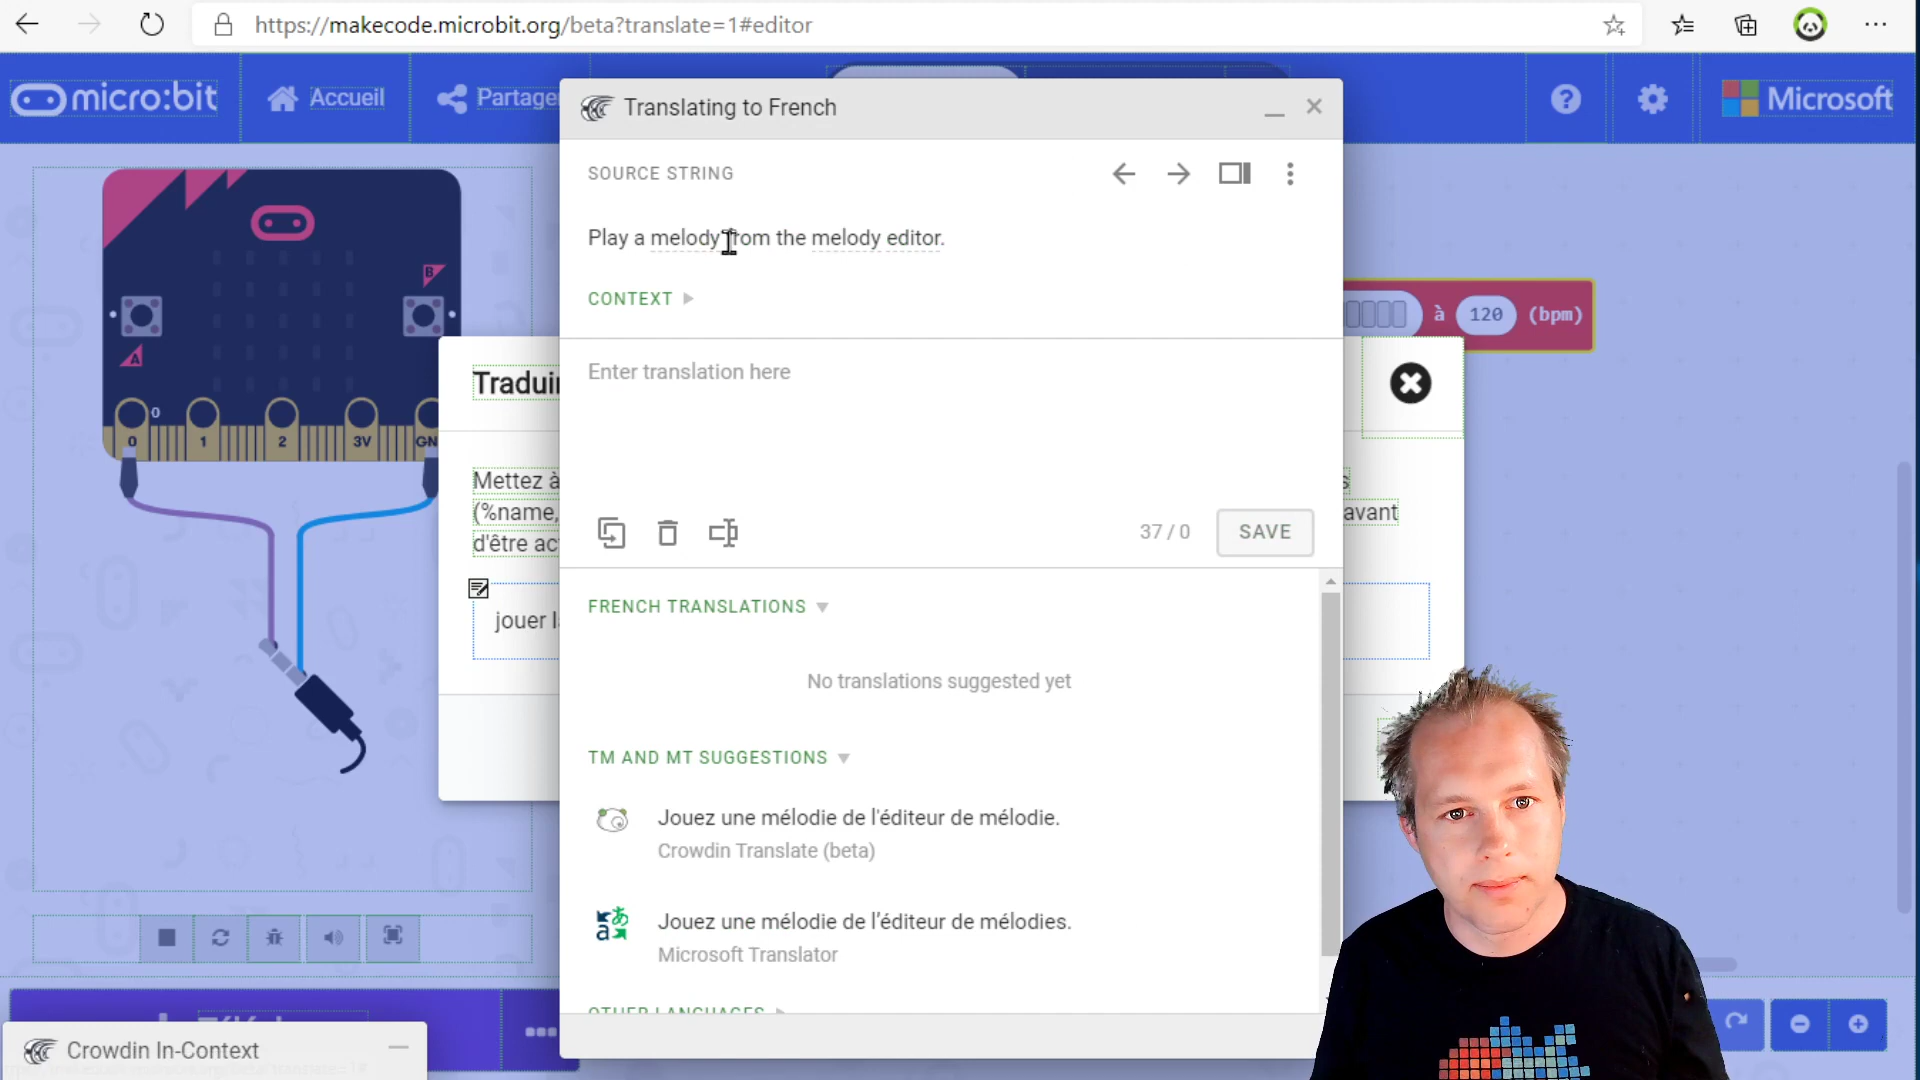 https://makecode.microbit.org/beta?translate=1#editor
micro:bit
Accueil
Partager
Microsoft
Translating to French
SOURCE STRING
Play a melody from the melody editor.
CONTEXT
Enter translation here
37 / 0
SAVE
FRENCH TRANSLATIONS
No translations suggested yet
TM AND MT SUGGESTIONS
Jouez une mélodie de l'éditeur de mélodie.
Crowdin Translate (beta)
Jouez une mélodie de l'éditeur de mélodies.
Microsoft Translator
OTHER LANGUAGES
B
A
0
0 1 2 3V GN
à 120 (bpm)
Mettez à
(%name,
avant
d'être
jouer
Crowdin In-Context